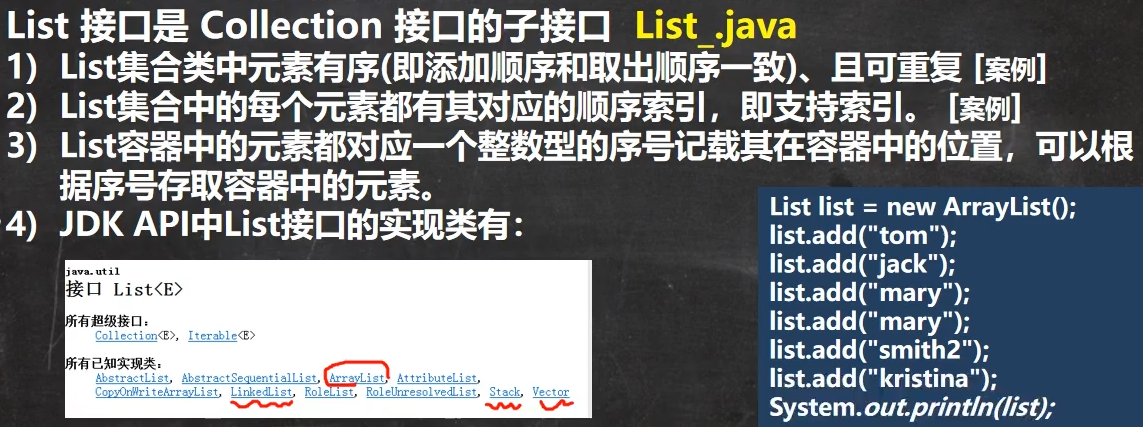 List 接口是 Collection 接口的子接口 List_.java
1) List集合类中元素有序(即添加顺序和取出顺序一致)、且可重复 [案例]
2) List集合中的每个元素都有其对应的顺序索引，即支持索引。 [案例]
3) List容器中的元素都对应一个整数型的序号记载其在容器中的位置，可以根
据序号存取容器中的元素。
4) JDK API中List接口的实现类有：
java.util
接口 List<E>
所有超级接口：
Collection<E>, Iterable<E>
所有已知实现类：
AbstractList, AbstractSequentialList, ArrayList, AttributeList,
CopyOnWriteArrayList, LinkedList, RoleList, RoleUnresolvedList, Stack, Vector
List list = new ArrayList();
list.add("tom");
list.add("jack");
list.add("mary");
list.add("mary");
list.add("smith2");
list.add("kristina");
System.out.println(list);